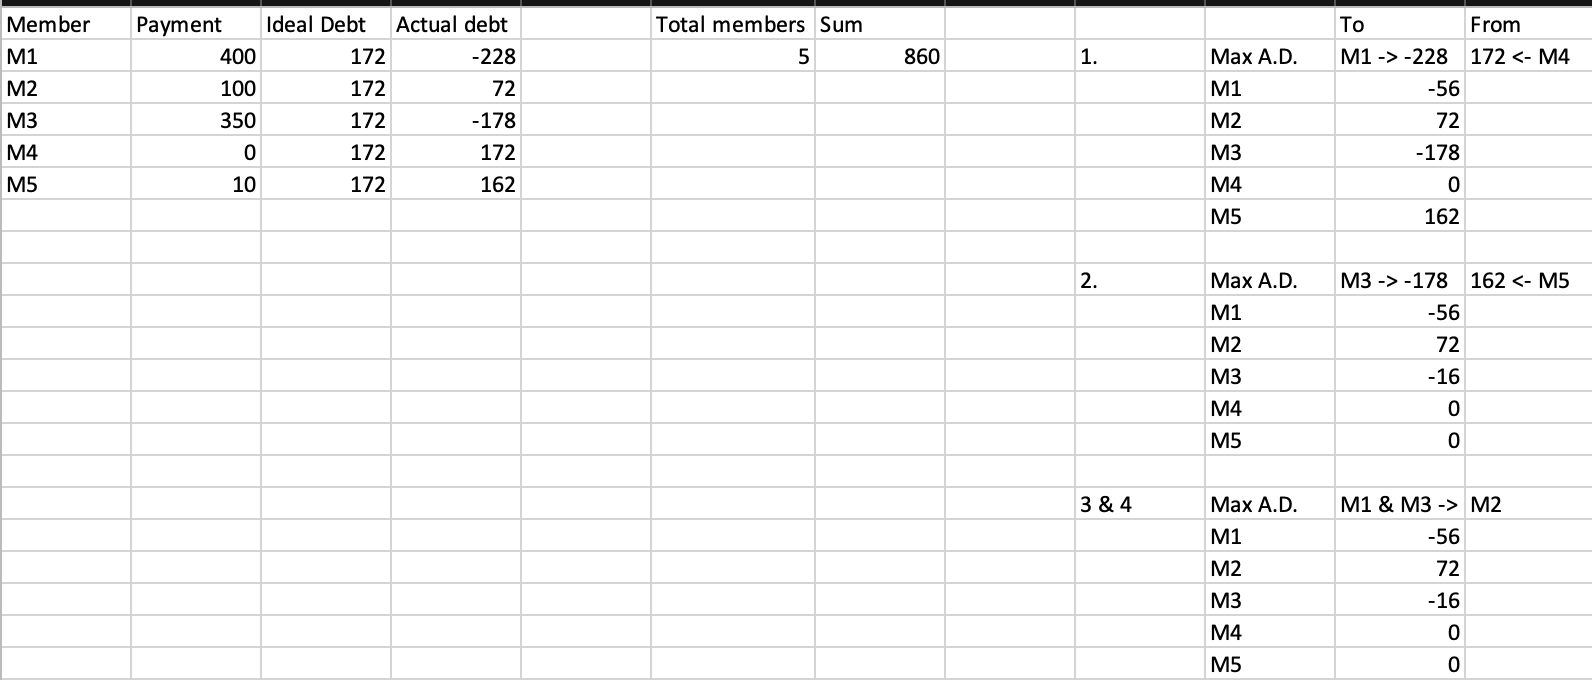 Member Payment Ideal Debt Actual debt Total members Sum To From
M1 400 172 -228 5 860 1. Max A.D. M1 -> -228 172 <- M4
M2 100 172 72 M1 -56
M3 350 172 -178 M2 72
M4 0 172 172 M3 -178
M5 10 172 162 M4 0
M5 162
2. Max A.D. M3 -> -178 162 <- M5
M1 -56
M2 72
M3 -16
M4 0
M5 0
3 & 4 Max A.D. M1 & M3 -> M2
M1 -56
M2 72
M3 -16
M4 0
M5 0